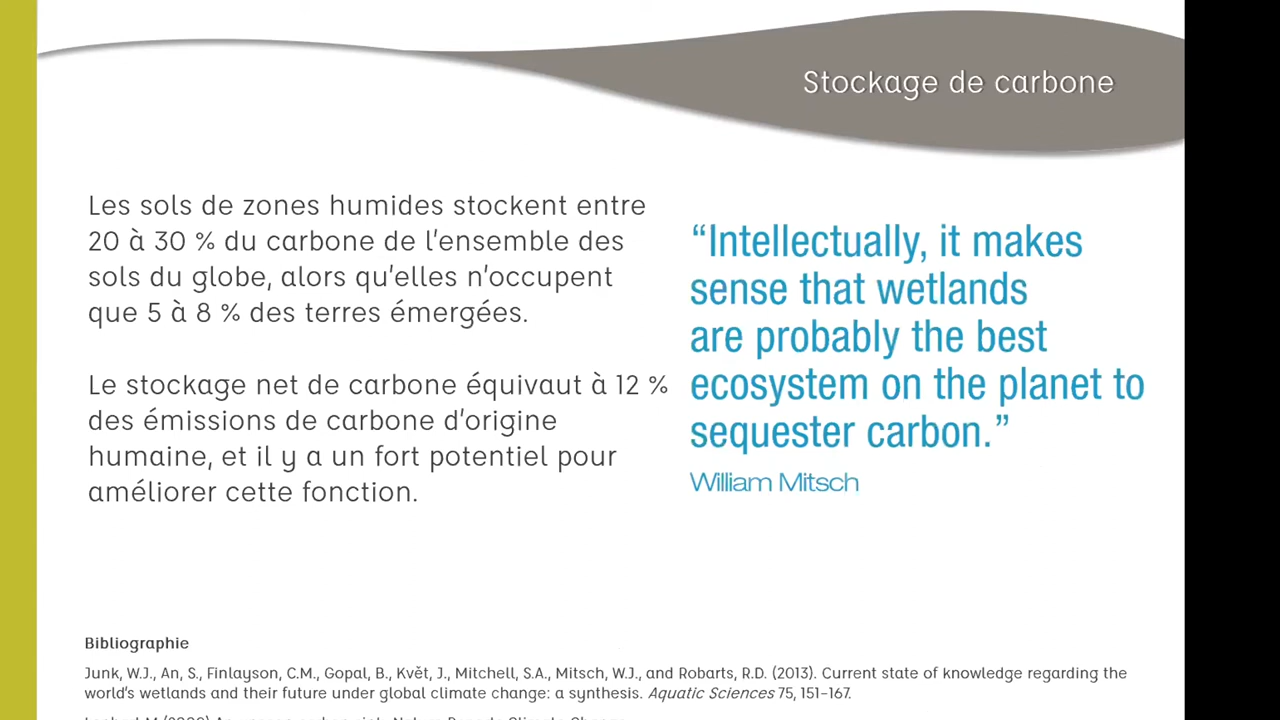 Stockage de carbone
Les sols de zones humides stockent entre
20 à 30 % du carbone de l’ensemble des
sols du globe, alors qu’elles n’occupent
que 5 à 8 % des terres émergées.
Le stockage net de carbone équivaut à 12 %
des émissions de carbone d’origine
humaine, et il y a un fort potentiel pour
améliorer cette fonction.
“Intellectually, it makes
sense that wetlands
are probably the best
ecosystem on the planet to
sequester carbon.”
William Mitsch
Bibliographie
Junk, W.J., An, S., Finlayson, C.M., Gopal, B., Květ, J., Mitchell, S.A., Mitsch, W.J., and Robarts, R.D. (2013). Current state of knowledge regarding the
world’s wetlands and their future under global climate change: a synthesis. Aquatic Sciences 75, 151–167.